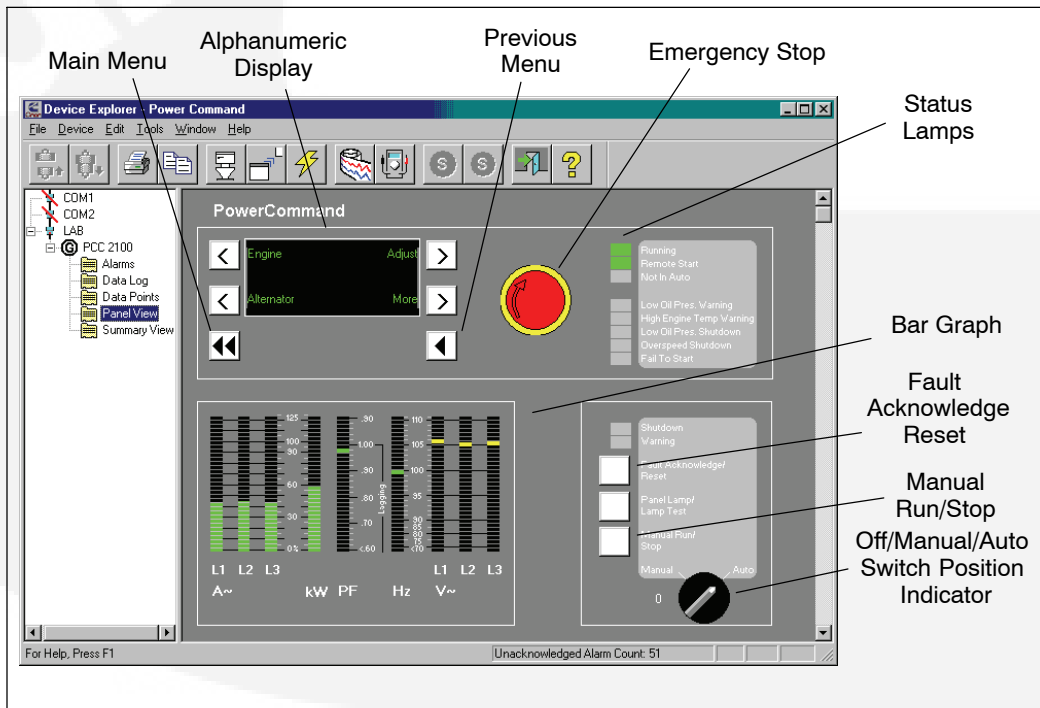 Main Menu
Alphanumeric
Display
Previous
Menu
Emergency Stop
Status
Lamps
Device Explorer - Power Command
File Device Edit Tools Window Help
S S
COM1
COM2
LAB
G PCC 2100
Alarms
Data Log
Data Points
Panel View
Summary View
PowerCommand
Engine Adjust
Alternator More
Running
Remote Start
Not In Auto
Low Oil Pres. Warning
High Engine Temp Warning
Low Oil Pres. Shutdown
Overspeed Shutdown
Fail To Start
Bar Graph
Fault
Acknowledge
Reset
Manual
Run/Stop
Off/Manual/Auto
Switch Position
Indicator
125
100
90
60
30
0%
.90
1.00
.90
.80
.70
<.60
Lagging
110
105
100
95
90
85
80
75
<70
L1 L2 L3 L1 L2 L3
A~ kW PF Hz V~
Shutdown
Warning
Fault Acknowledge/
Reset
Panel Lamp/
Lamp Test
Manual Run/
Stop
Manual Auto
0
For Help, Press F1
Unacknowledged Alarm Count: 51